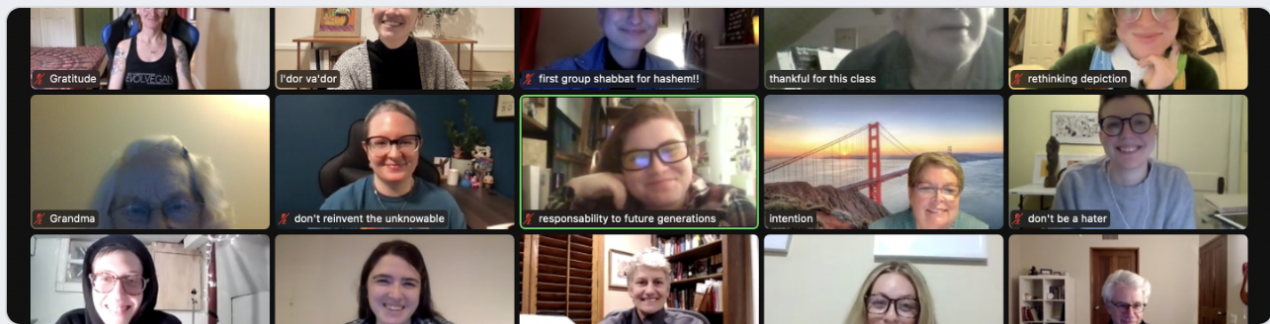 EVOLVEGAN
Gratitude
l'dor va'dor
first group shabbat for hashem!!
thankful for this class
rethinking depiction
Grandma
don't reinvent the unknowable
responsability to future generations
intention
don't be a hater